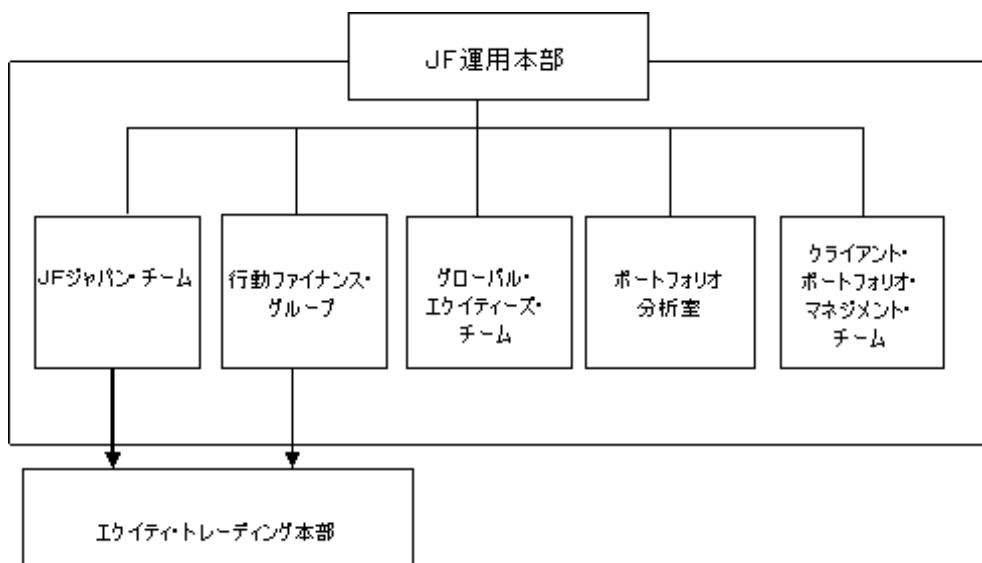 JF運用本部
JFジャパン・チーム
行動ファイナンス・
グループ
グローバル・
エクイティーズ・
チーム
ポートフォリオ
分析室
クライアント・
ポートフォリオ・
マネジメント・
チーム
エクイティ・トレーディング本部